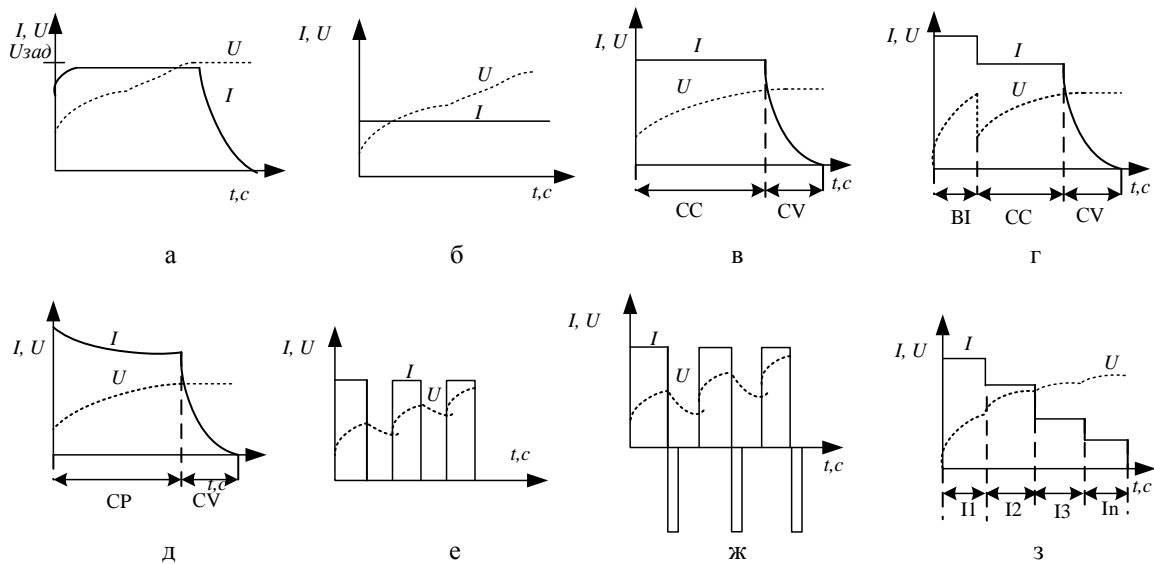 I, U
Uзад
U
I
t,c
а
I, U
U
I
t,c
б
I, U
I
U
t,c
CC
CV
в
I, U
U
t,c
BI
CC
CV
г
I, U
I
U
t,c
CP
CV
д
I, U
I
U
t,c
е
I, U
I
U
t,c
ж
I, U
I
U
t,c
I1
I2
I3
In
з